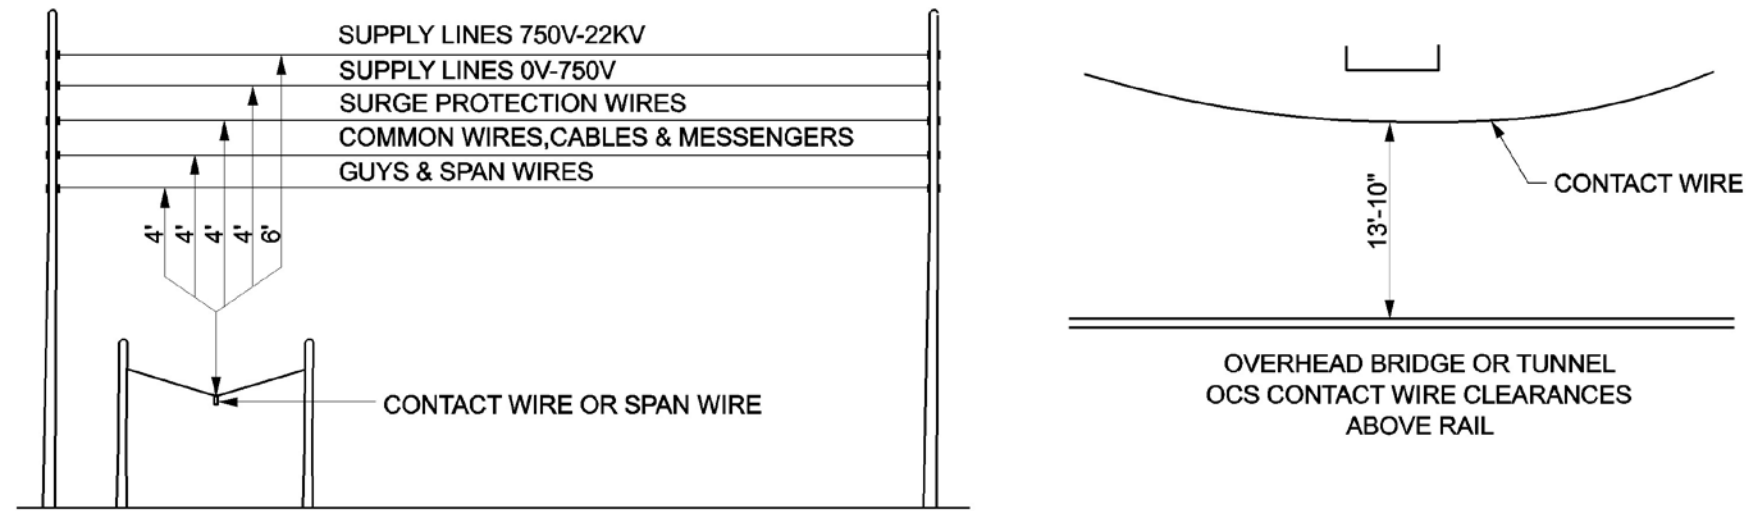 SUPPLY LINES 750V-22KV
SUPPLY LINES 0V-750V
SURGE PROTECTION WIRES
COMMON WIRES,CABLES & MESSENGERS
GUYS & SPAN WIRES
4'
4'
4'
4'
6'
CONTACT WIRE OR SPAN WIRE
13'-10"
CONTACT WIRE
OVERHEAD BRIDGE OR TUNNEL
OCS CONTACT WIRE CLEARANCES
ABOVE RAIL